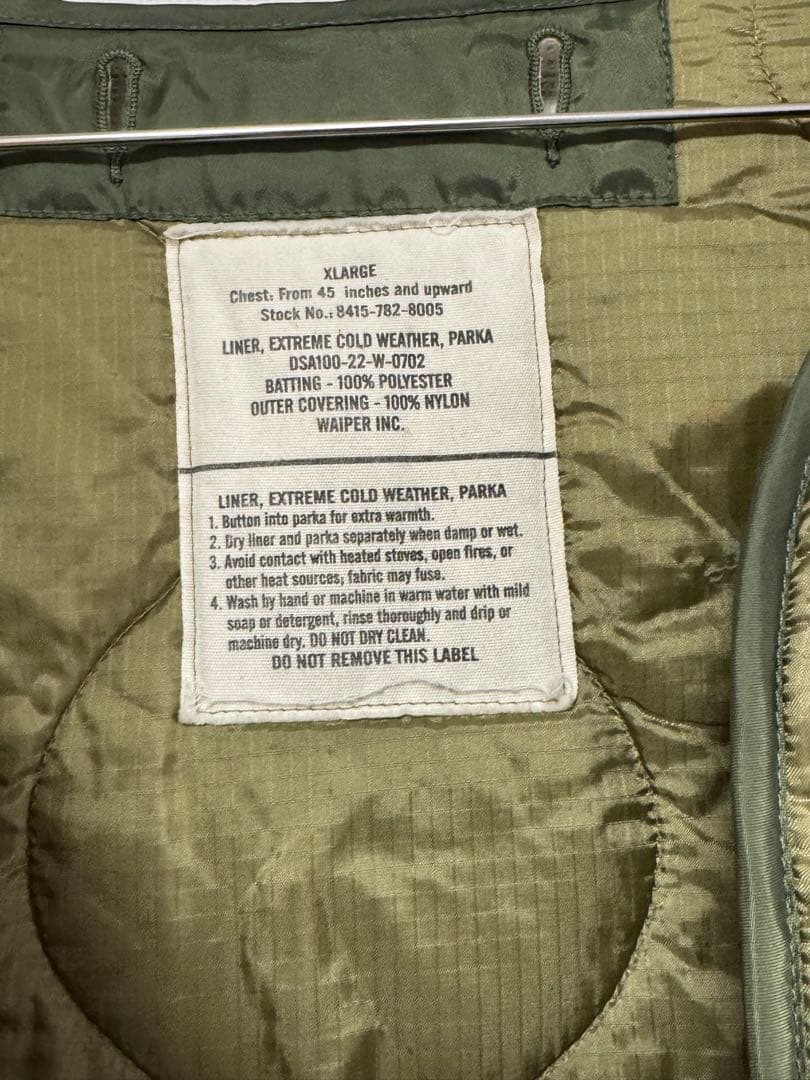 XLARGE
Chest: From 45 inches and upward
Stock No.: 8415-782-8005
LINER, EXTREME COLD WEATHER, PARKA
DSA100-22-W-0702
BATTING - 100% POLYESTER
OUTER COVERING - 100% NYLON
WAIPER INC.
LINER, EXTREME COLD WEATHER, PARKA
1. Button into parka for extra warmth.
2. Dry liner and parka separately when damp or wet.
3. Avoid contact with heated stoves, open fires, or
other heat sources; fabric may fuse.
4. Wash by hand or machine in warm water with mild
soap or detergent, rinse thoroughly and drip or
machine dry. DO NOT DRY CLEAN.
DO NOT REMOVE THIS LABEL